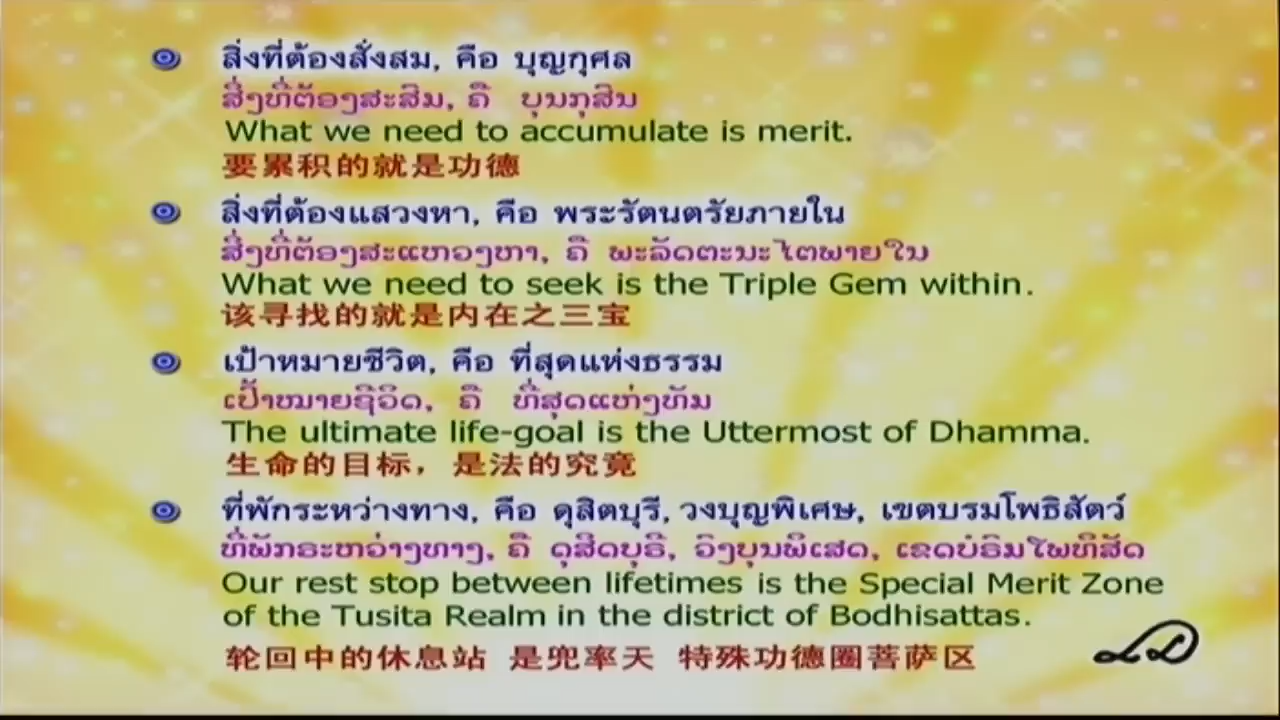 สิ่งที่ต้องสั่งสม, คือ บุญกุศล
ສິ່ງທີ່ຕ້ອງສະສົມ, ຄື ບຸນກຸສົນ
What we need to accumulate is merit.
要累积的就是功德
สิ่งที่ต้องแสวงหา, คือ พระรัตนตรัยภายใน
ສິ່ງທີ່ຕ້ອງສະແຫວງຫາ, ຄື ພະລັດຕະນະໄຕພາຍໃນ
What we need to seek is the Triple Gem within.
该寻找的就是内在之三宝
เป้าหมายชีวิต, คือ ที่สุดแห่งธรรม
ເປົ້າໝາຍຊີວິດ, ຄື ທີ່ສຸດແຫ່ງທັມ
The ultimate life-goal is the Uttermost of Dhamma.
生命的目标，是法的究竟
ที่พักระหว่างทาง, คือ ดุสิตบุรี, วงบุญพิเศษ, เขตบรมโพธิสัตว์
ທີ່ພັກຣະຫວ່າງທາງ, ຄື ດຸສິດບຸຣີ, ວົງບຸນພິເສດ, ເຂດບໍຣົມໂພທິສັດ
Our rest stop between lifetimes is the Special Merit Zone
of the Tusita Realm in the district of Bodhisattas.
轮回中的休息站 是兜率天 特殊功德圈菩萨区